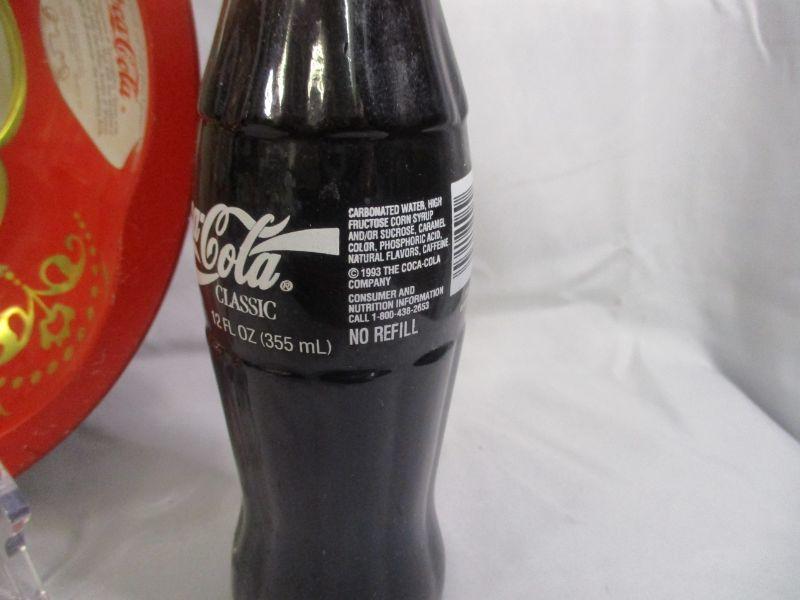 Coca-Cola
Cola®
CLASSIC
12 FL OZ (355 mL)
CARBONATED WATER, HIGH
FRUCTOSE CORN SYRUP
AND/OR SUCROSE, CARAMEL
COLOR, PHOSPHORIC ACID,
NATURAL FLAVORS, CAFFEINE.
© 1993 THE COCA-COLA
COMPANY
CONSUMER AND
NUTRITION INFORMATION
CALL 1-800-438-2653
NO REFILL